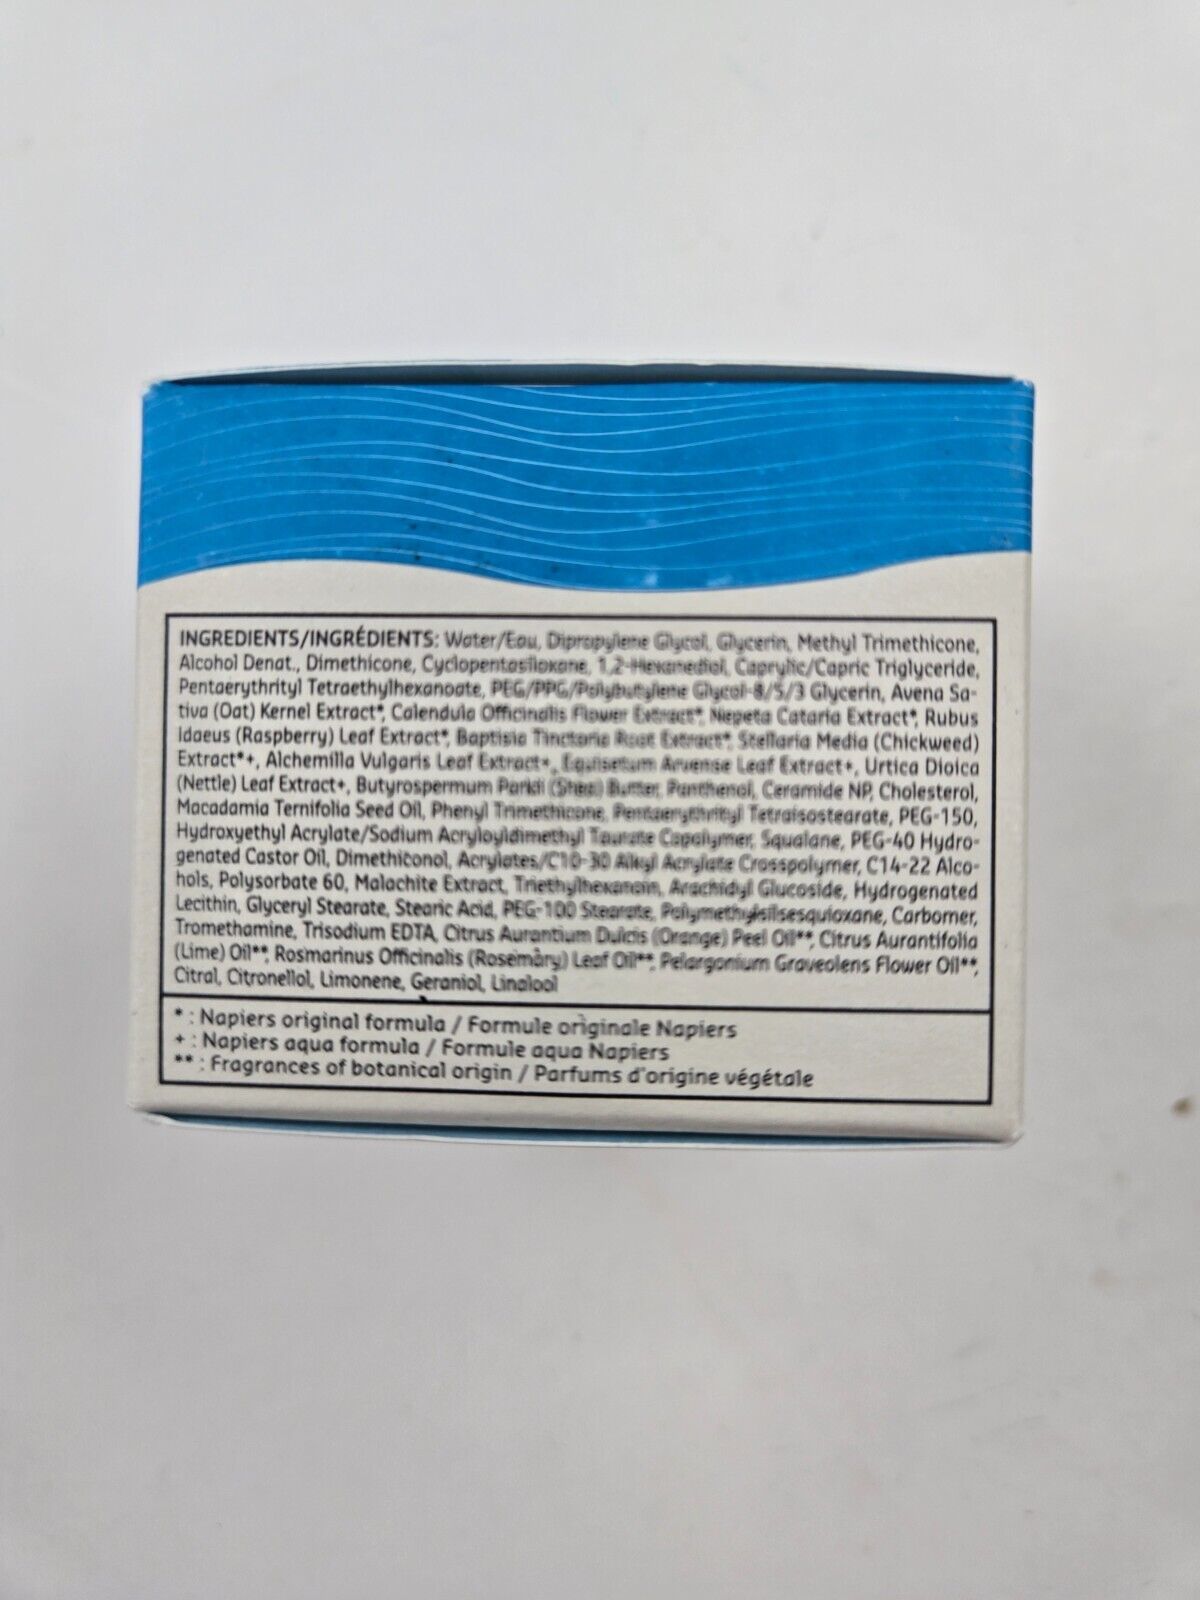 INGREDIENTS/INGRÉDIENTS: Water/Eau, Dipropylene Glycol, Glycerin, Methyl Trimethicone,
Alcohol Denat., Dimethicone, Cyclopentasiloxane, 1,2-Hexanediol, Caprylic/Capric Triglyceride,
Pentaerythrityl Tetraethylhexanoate, PEG/PPG/Polybutylene Glycol-8/5/3 Glycerin, Avena Sa-
tiva (Oat) Kernel Extract*, Calendula Officinalis Flower Extract*, Nepeta Cataria Extract*, Rubus
Idaeus (Raspberry) Leaf Extract*, Baptisia Tinctoria Root Extract*, Stellaria Media (Chickweed)
Extract*+, Alchemilla Vulgaris Leaf Extract*, Equisetum Arvense Leaf Extract+, Urtica Dioica
(Nettle) Leaf Extract+, Butyrospermum Parkii (Shea) Butter, Panthenol, Ceramide NP, Cholesterol,
Macadamia Ternifolia Seed Oil, Phenyl Trimethicone, Pentaerythrityl Tetraisostearate, PEG-150,
Hydroxyethyl Acrylate/Sodium Acryloyldimethyl Taurate Copolymer, Squalane, PEG-40 Hydro-
genated Castor Oil, Dimethiconol, Acrylates/C10-30 Alkyl Acrylate Crosspolymer, C14-22 Alco-
hols, Polysorbate 60, Malachite Extract, Triethylhexanoin, Arachidyl Glucoside, Hydrogenated
Lecithin, Glyceryl Stearate, Stearic Acid, PEG-100 Stearate, Polymethylsilsesquioxane, Carbomer,
Tromethamine, Trisodium EDTA, Citrus Aurantium Dulcis (Orange) Peel Oil**, Citrus Aurantifolia
(Lime) Oil**, Rosmarinus Officinalis (Rosemary) Leaf Oil**, Pelargonium Graveolens Flower Oil**,
Citral, Citronellol, Limonene, Geraniol, Linalool
* : Napiers original formula / Formule originale Napiers
+ : Napiers aqua formula / Formule aqua Napiers
** : Fragrances of botanical origin / Parfums d'origine végétale